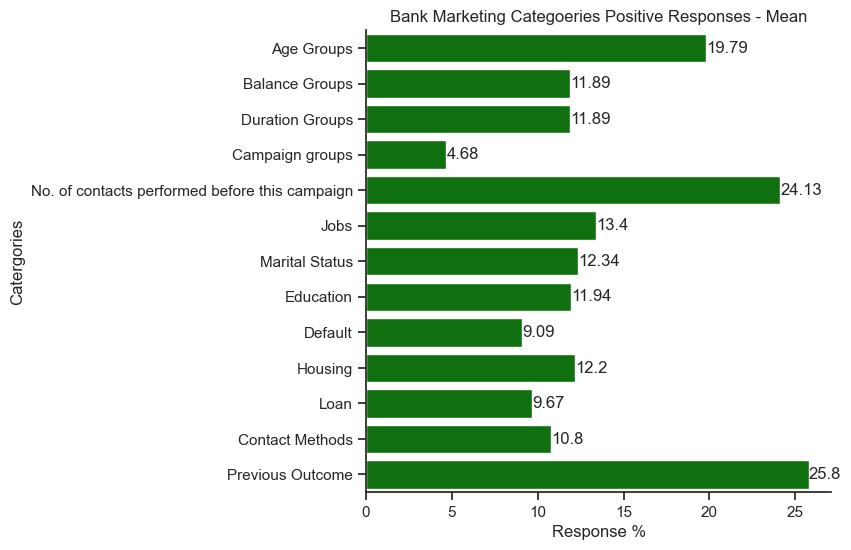 Bank Marketing Categoeries Positive Responses - Mean
Age Groups 19.79
Balance Groups 11.89
Duration Groups 11.89
Campaign groups 4.68
No. of contacts performed before this campaign 24.13
Jobs 13.4
Marital Status 12.34
Education 11.94
Default 9.09
Housing 12.2
Loan 9.67
Contact Methods 10.8
Previous Outcome 25.8
Catergories
0 5 10 15 20 25
Response %